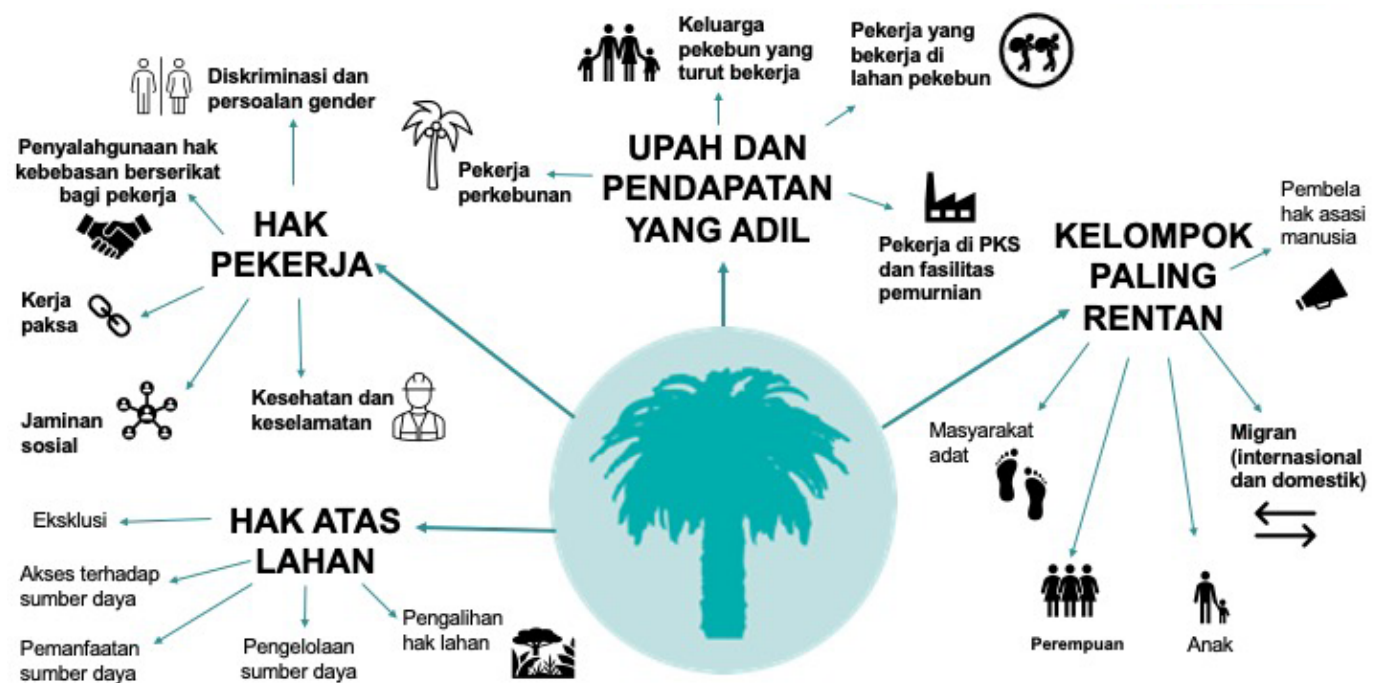 Diskriminasi dan
persoalan gender
Penyalahgunaan hak
kebebasan berserikat
bagi pekerja
HAK
PEKERJA
Kerja
paksa
Jaminan
sosial
Kesehatan dan
keselamatan
Keluarga
pekebun yang
turut bekerja
Pekerja yang
bekerja di
lahan pekebun
Pekerja
perkebunan
UPAH DAN
PENDAPATAN
YANG ADIL
Pekerja di PKS
dan fasilitas
pemurnian
Pembela
hak asasi
manusia
KELOMPOK
PALING
RENTAN
Masyarakat
adat
Migran
(internasional
dan domestik)
Perempuan
Anak
HAK ATAS
LAHAN
Eksklusi
Akses terhadap
sumber daya
Pemanfaatan
sumber daya
Pengelolaan
sumber daya
Pengalihan
hak lahan